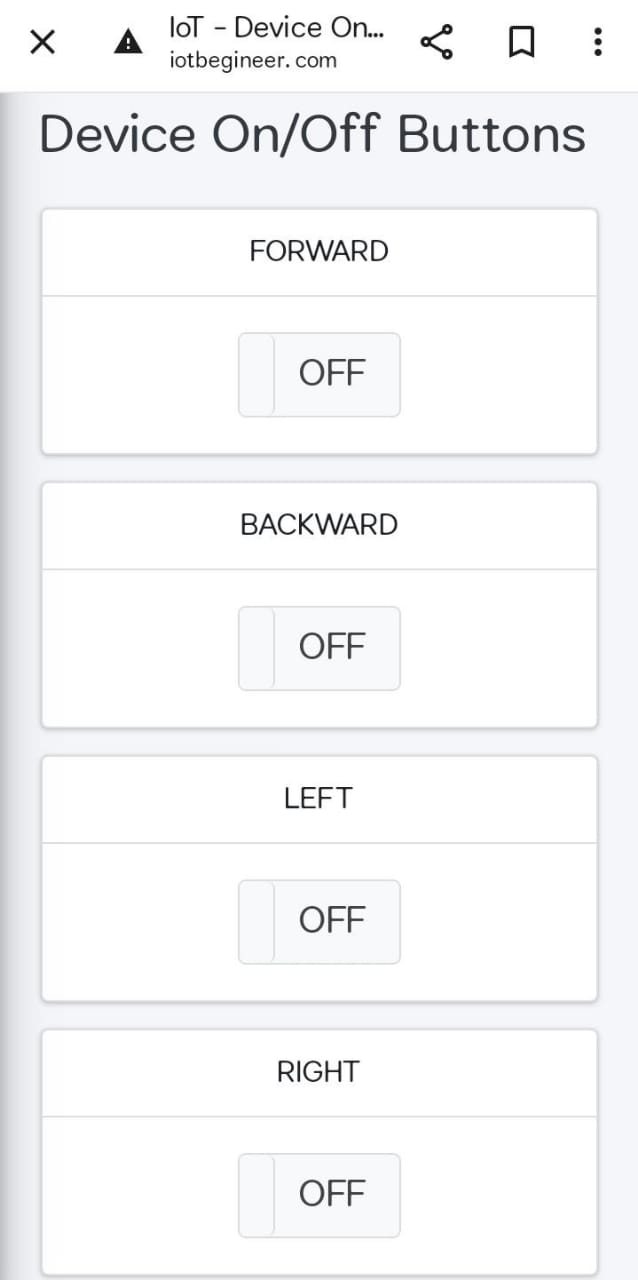 IoT - Device On...
iotbegineer.com
Device On/Off Buttons
FORWARD
OFF
BACKWARD
OFF
LEFT
OFF
RIGHT
OFF